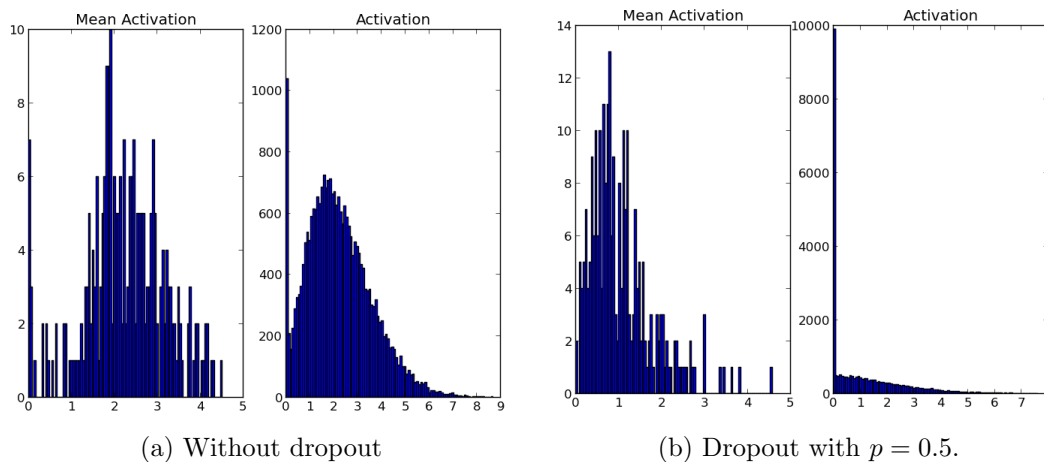 Mean Activation
10
8
6
4
2
0
0 1 2 3 4 5
Activation
1200
1000
800
600
400
200
0
0 1 2 3 4 5 6 7 8 9
(a) Without dropout
Mean Activation
14
12
10
8
6
4
2
0
0 1 2 3 4 5
Activation
10000
8000
6000
4000
2000
0
0 1 2 3 4 5 6 7
(b) Dropout with p = 0.5.